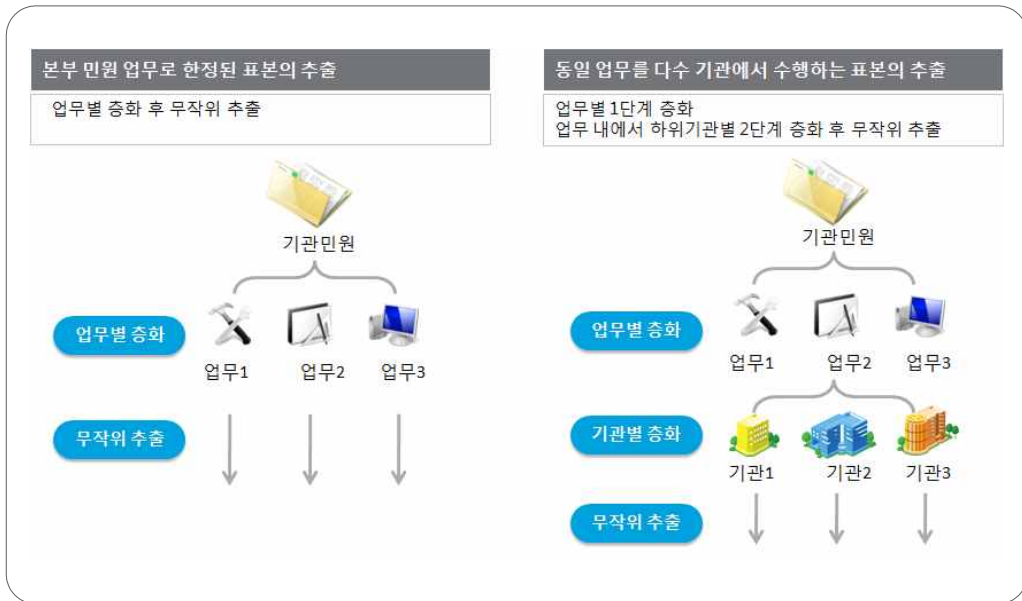 본부 민원 업무로 한정된 표본의 추출
업무별 층화 후 무작위 추출
기관민원
업무별 층화
업무1 업무2 업무3
무작위 추출
동일 업무를 다수 기관에서 수행하는 표본의 추출
업무별 1단계 층화
업무 내에서 하위기관별 2단계 층화 후 무작위 추출
기관민원
업무별 층화
업무1 업무2 업무3
기관별 층화
기관1 기관2 기관3
무작위 추출